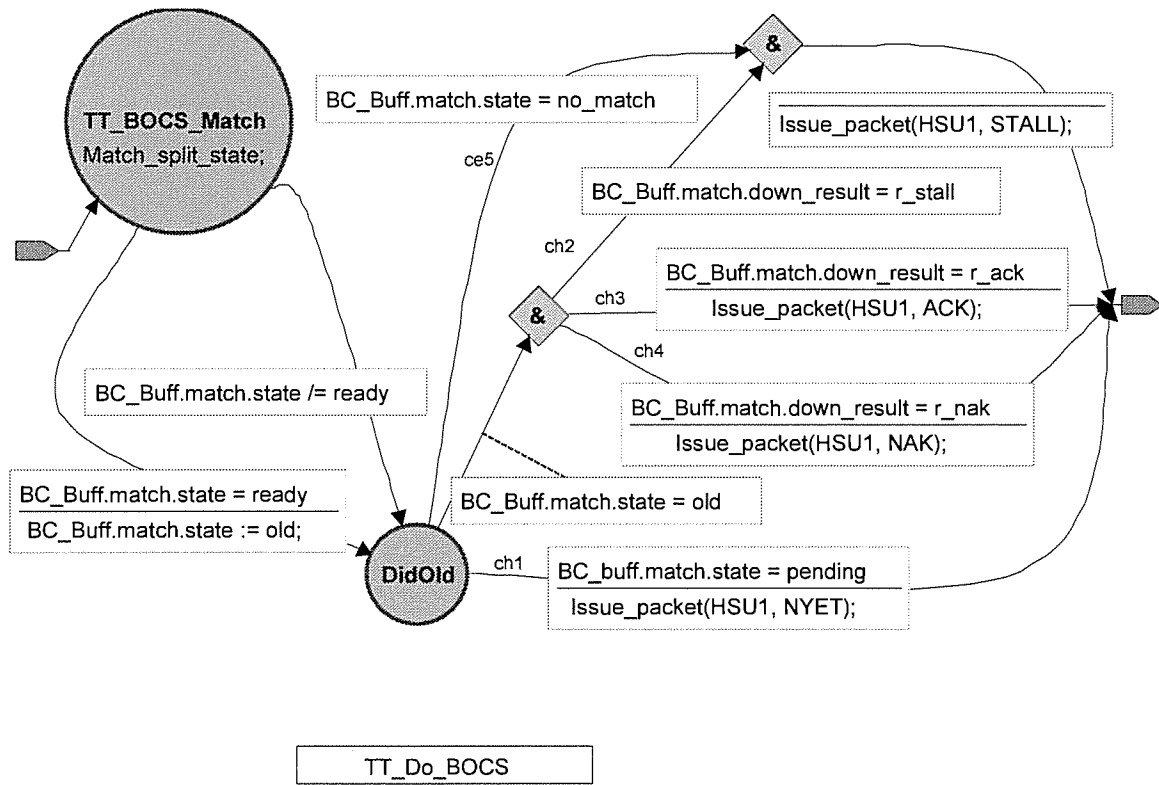 &
BC_Buff.match.state = no_match
TT_BOCS_Match
Match_split_state;
Issue_packet(HSU1, STALL);
ce5
BC_Buff.match.down_result = r_stall
ch2
BC_Buff.match.down_result = r_ack
Issue_packet(HSU1, ACK);
ch3
&
ch4
BC_Buff.match.state /= ready
BC_Buff.match.down_result = r_nak
Issue_packet(HSU1, NAK);
BC_Buff.match.state = ready
BC_Buff.match.state := old;
BC_Buff.match.state = old
DidOld
ch1
BC_buff.match.state = pending
Issue_packet(HSU1, NYET);
TT_Do_BOCS